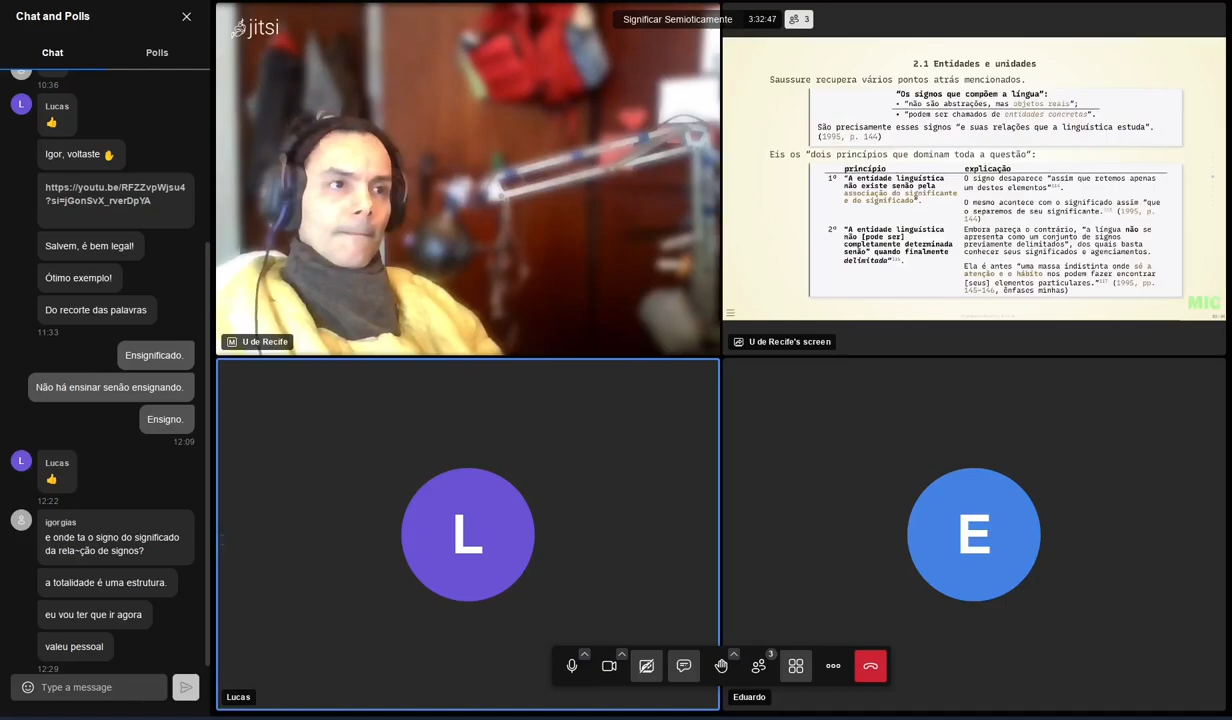 Chat and Polls
Chat
Polls
10:36
L
Lucas
👍
Igor, voltaste ✋
https://youtu.be/RFZZvpWjsu4
?si=jGonSvX_rverDpYA
Salvem, é bem legal!
Ótimo exemplo!
Do recorte das palavras
11:33
Ensignificado.
Não há ensinar senão ensignando.
Ensigno.
12:09
L
Lucas
👍
12:22
igorgias
e onde ta o signo do significado
da rela~ção de signos?
a totalidade é uma estrutura.
eu vou ter que ir agora
valeu pessoal
12:29
Type a message
jitsi
Significar Semioticamente
3:32:47
3
M
U de Recife
2.1 Entidades e unidades
Saussure recupera vários pontos atrás mencionados.
"Os signos que compõem a língua":
• "não são abstrações, mas objetos reais";
• "podem ser chamados de entidades concretas".
São precisamente esses signos "e suas relações que a linguística estuda".
(1995, p. 144)
Eis os "dois princípios que dominam toda a questão":
princípio
explicação
1º
"A entidade linguística
não existe senão pela
associação do significante
e do significado".
O signo desaparece "assim que retemos apenas
um destes elementos"
O mesmo acontece com o significado assim "que
o separemos de seu significante. (1995, p.
144)
2º
"A entidade linguística
não [pode ser]
completamente determinada
senão" quando finalmente
delimitada"
Embora pareça o contrário, "a língua não se
apresenta como um conjunto de signos
previamente delimitados", dos quais basta
conhecer seus significados e agenciamentos.
Ela é antes "uma massa indistinta onde só a
atenção e o hábito nos podem fazer encontrar
[seus] elementos particulares." (1995, pp.
145–146, ênfases minhas)
MIC
U de Recife's screen
L
E
3
Lucas
Eduardo